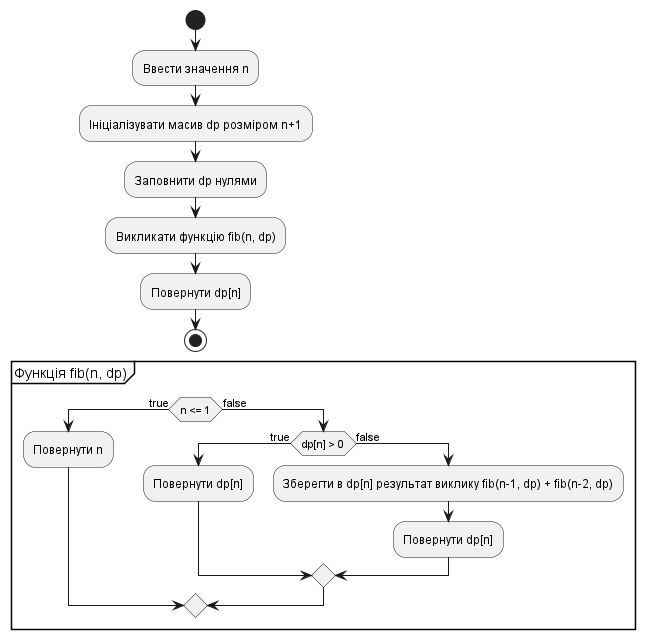 Ввести значення n
Ініціалізувати масив dp розміром n+1
Заповнити dp нулями
Викликати функцію fib(n, dp)
Повернути dp[n]
Функція fib(n, dp)
true
n <= 1
false
Повернути n
true
dp[n] > 0
false
Повернути dp[n]
Зберегти в dp[n] результат виклику fib(n-1, dp) + fib(n-2, dp)
Повернути dp[n]